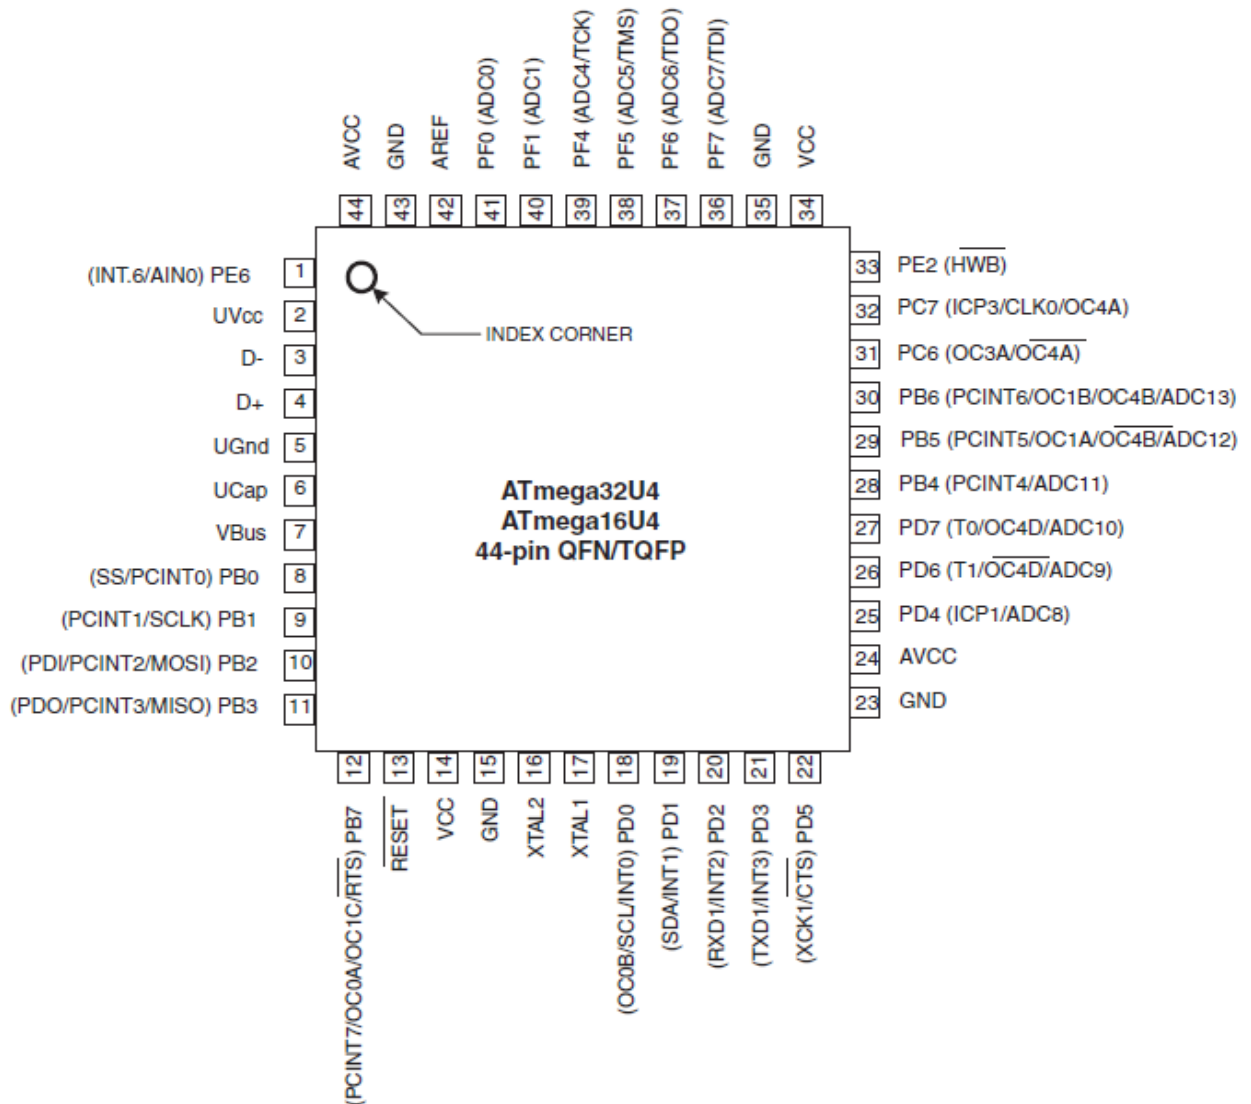 AVCC
GND
AREF
PF0 (ADC0)
PF1 (ADC1)
PF4 (ADC4/TCK)
PF5 (ADC5/TMS)
PF6 (ADC6/TDO)
PF7 (ADC7/TDI)
GND
VCC
44
43
42
41
40
39
38
37
36
35
34
(INT.6/AIN0) PE6 1
UVcc 2
D- 3
D+ 4
UGnd 5
UCap 6
VBus 7
(SS/PCINT0) PB0 8
(PCINT1/SCLK) PB1 9
(PDI/PCINT2/MOSI) PB2 10
(PDO/PCINT3/MISO) PB3 11
INDEX CORNER
ATmega32U4
ATmega16U4
44-pin QFN/TQFP
33 PE2 (HWB)
32 PC7 (ICP3/CLK0/OC4A)
31 PC6 (OC3A/OC4A)
30 PB6 (PCINT6/OC1B/OC4B/ADC13)
29 PB5 (PCINT5/OC1A/OC4B/ADC12)
28 PB4 (PCINT4/ADC11)
27 PD7 (T0/OC4D/ADC10)
26 PD6 (T1/OC4D/ADC9)
25 PD4 (ICP1/ADC8)
24 AVCC
23 GND
12
13
14
15
16
17
18
19
20
21
22
(PCINT7/OC0A/OC1C/RTS) PB7
RESET
VCC
GND
XTAL2
XTAL1
(OC0B/SCL/INT0) PD0
(SDA/INT1) PD1
(RXD1/INT2) PD2
(TXD1/INT3) PD3
(XCK1/CTS) PD5